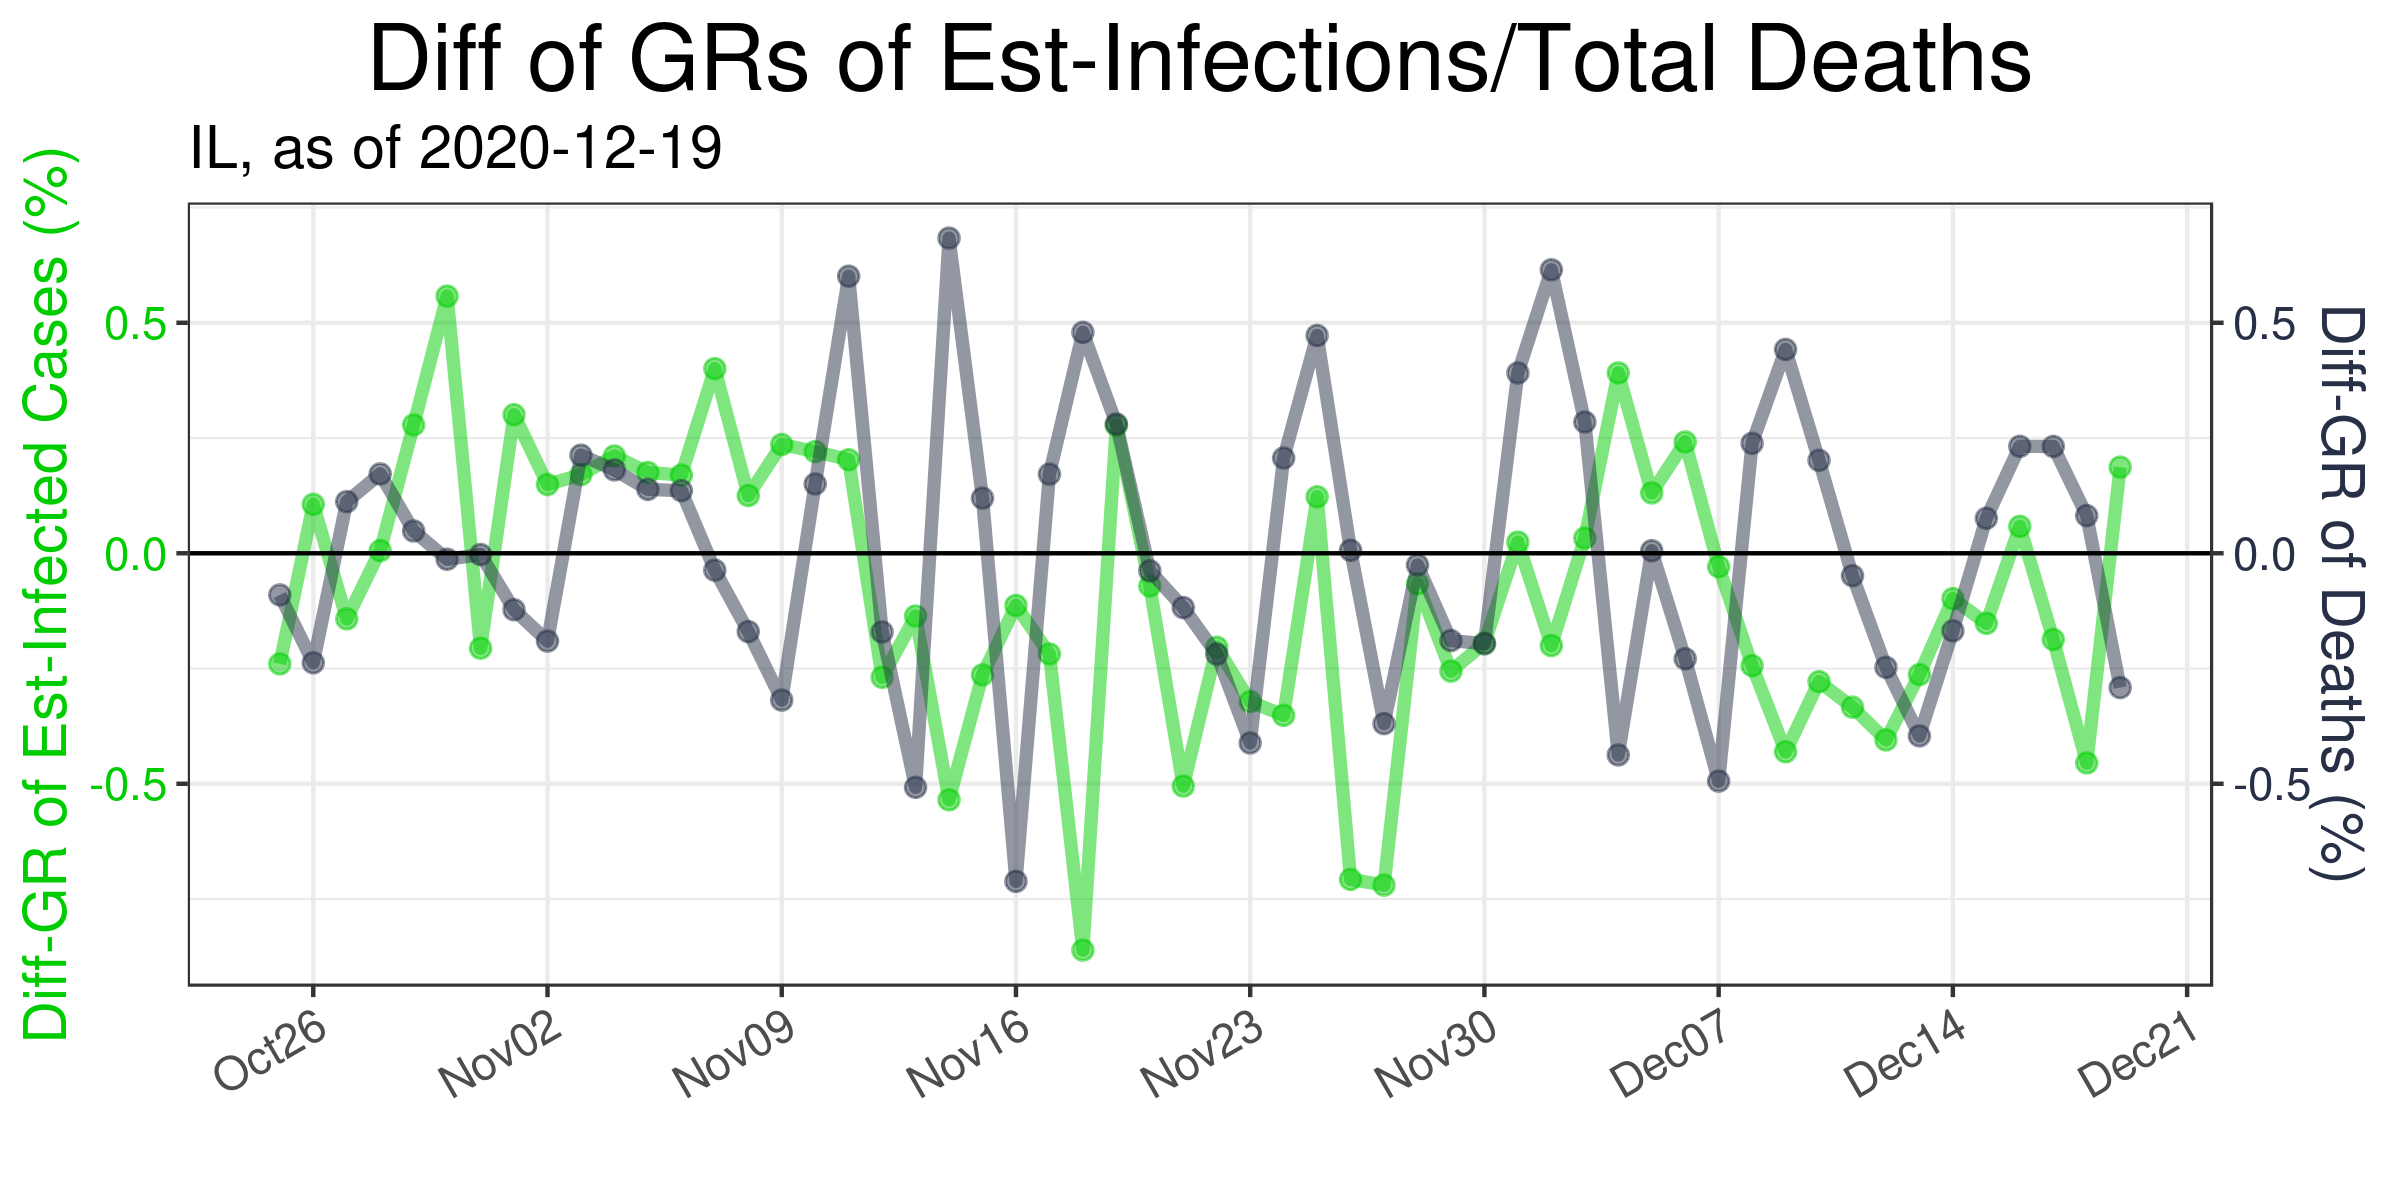 Diff of GRs of Est-Infections/Total Deaths
IL, as of 2020-12-19
Diff-GR of Est-Infected Cases (%)
0.5
0.0
-0.5
0.5
0.0
-0.5
Diff-GR of Deaths (%)
Oct26
Nov02
Nov09
Nov16
Nov23
Nov30
Dec07
Dec14
Dec21